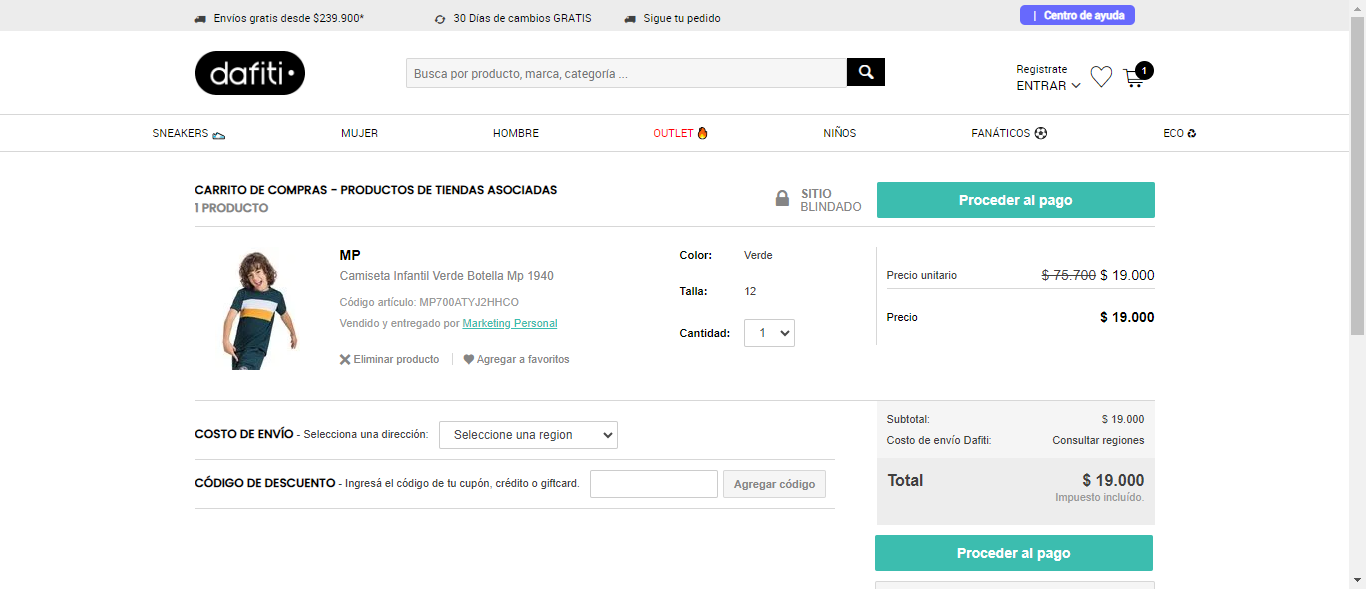 Envíos gratis desde $239.900*
30 Días de cambios GRATIS
Sigue tu pedido
| Centro de ayuda
dafiti
Busca por producto, marca, categoría ...
Registrate
ENTRAR
1
SNEAKERS
MUJER
HOMBRE
OUTLET
NIÑOS
FANÁTICOS
ECO
CARRITO DE COMPRAS - PRODUCTOS DE TIENDAS ASOCIADAS
1 PRODUCTO
SITIO
BLINDADO
Proceder al pago
MP
Camiseta Infantil Verde Botella Mp 1940
Código artículo: MP700ATYJ2HHCO
Vendido y entregado por Marketing Personal
Eliminar producto
Agregar a favoritos
Color: Verde
Talla: 12
Cantidad: 1
Precio unitario $ 75.700 $ 19.000
Precio $ 19.000
COSTO DE ENVÍO - Selecciona una dirección: Seleccione una region
CÓDIGO DE DESCUENTO - Ingresá el código de tu cupón, crédito o giftcard. Agregar código
Subtotal: $ 19.000
Costo de envío Dafiti: Consultar regiones
Total $ 19.000
Impuesto incluído.
Proceder al pago